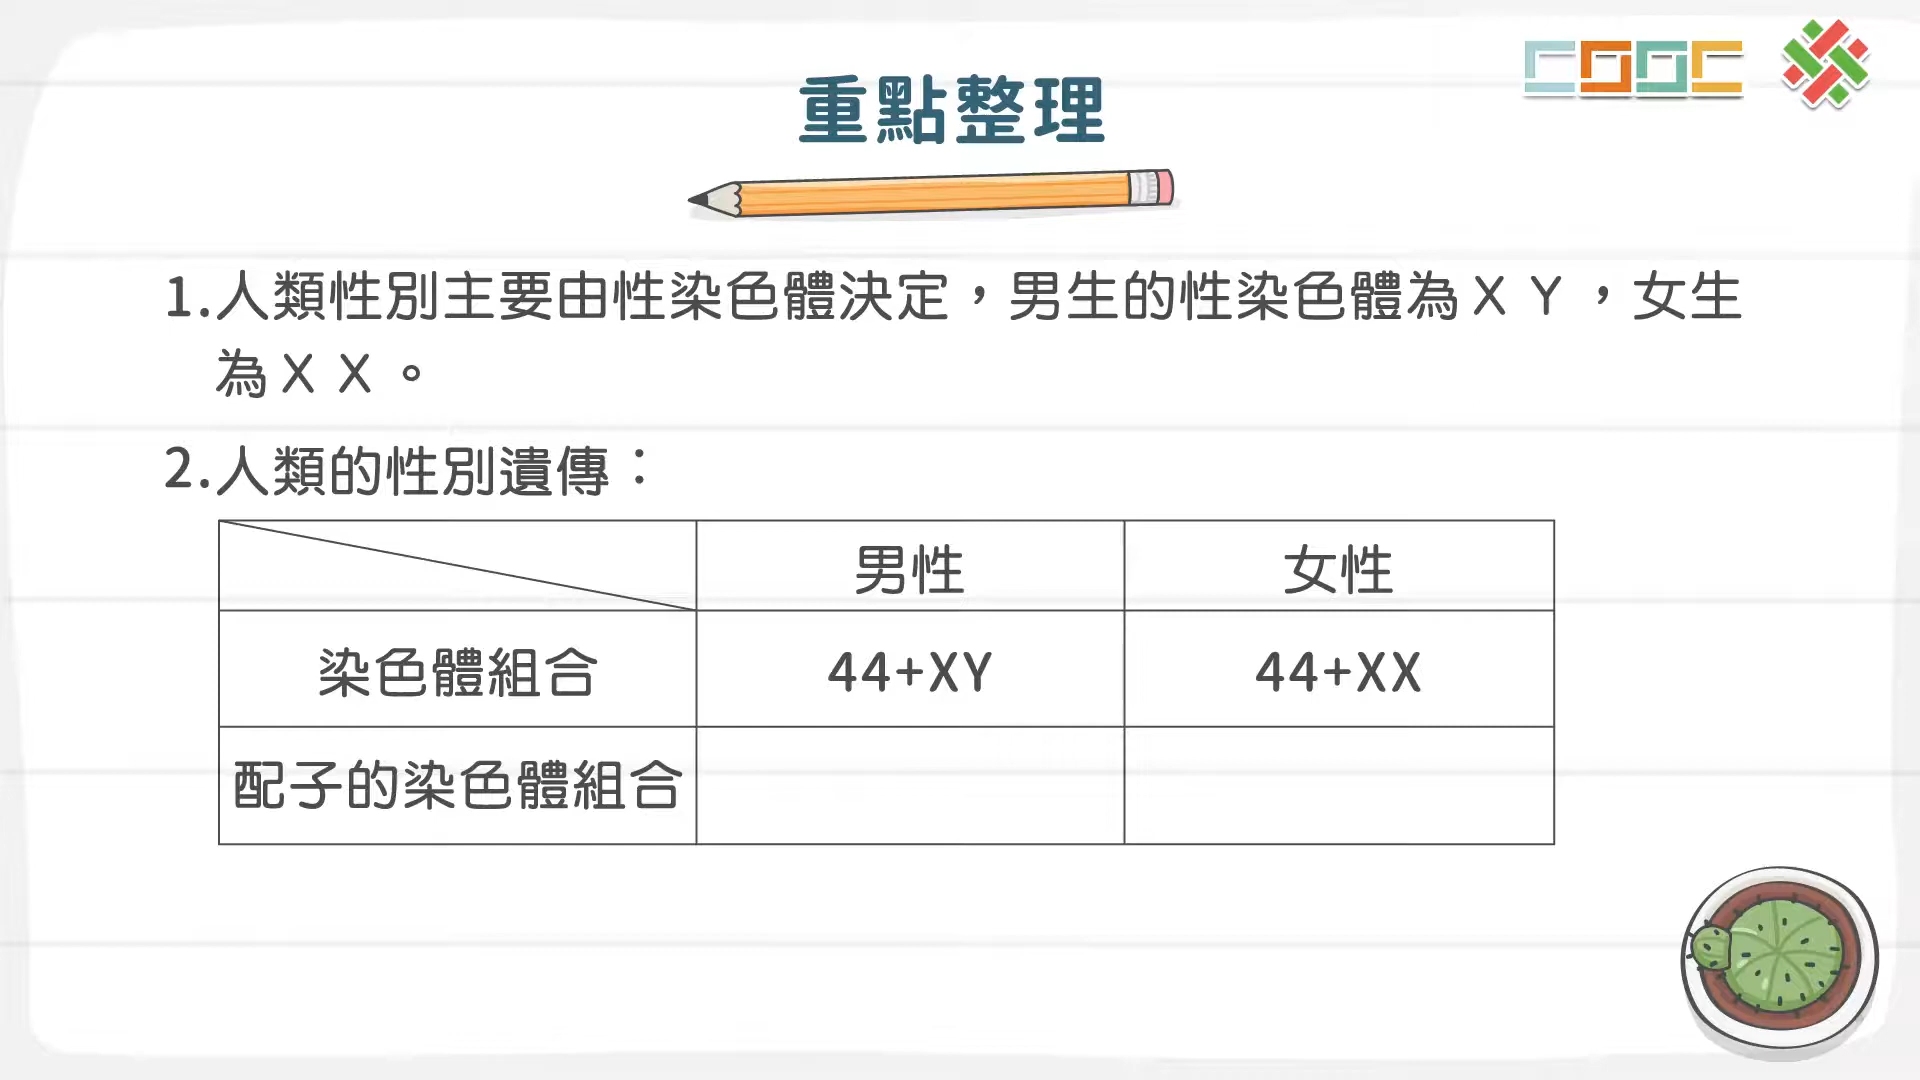 COOC
重點整理
1.人類性別主要由性染色體決定，男生的性染色體為ＸＹ，女生
為ＸＸ。
2.人類的性別遺傳：
男性 女性
染色體組合 44+XY 44+XX
配子的染色體組合